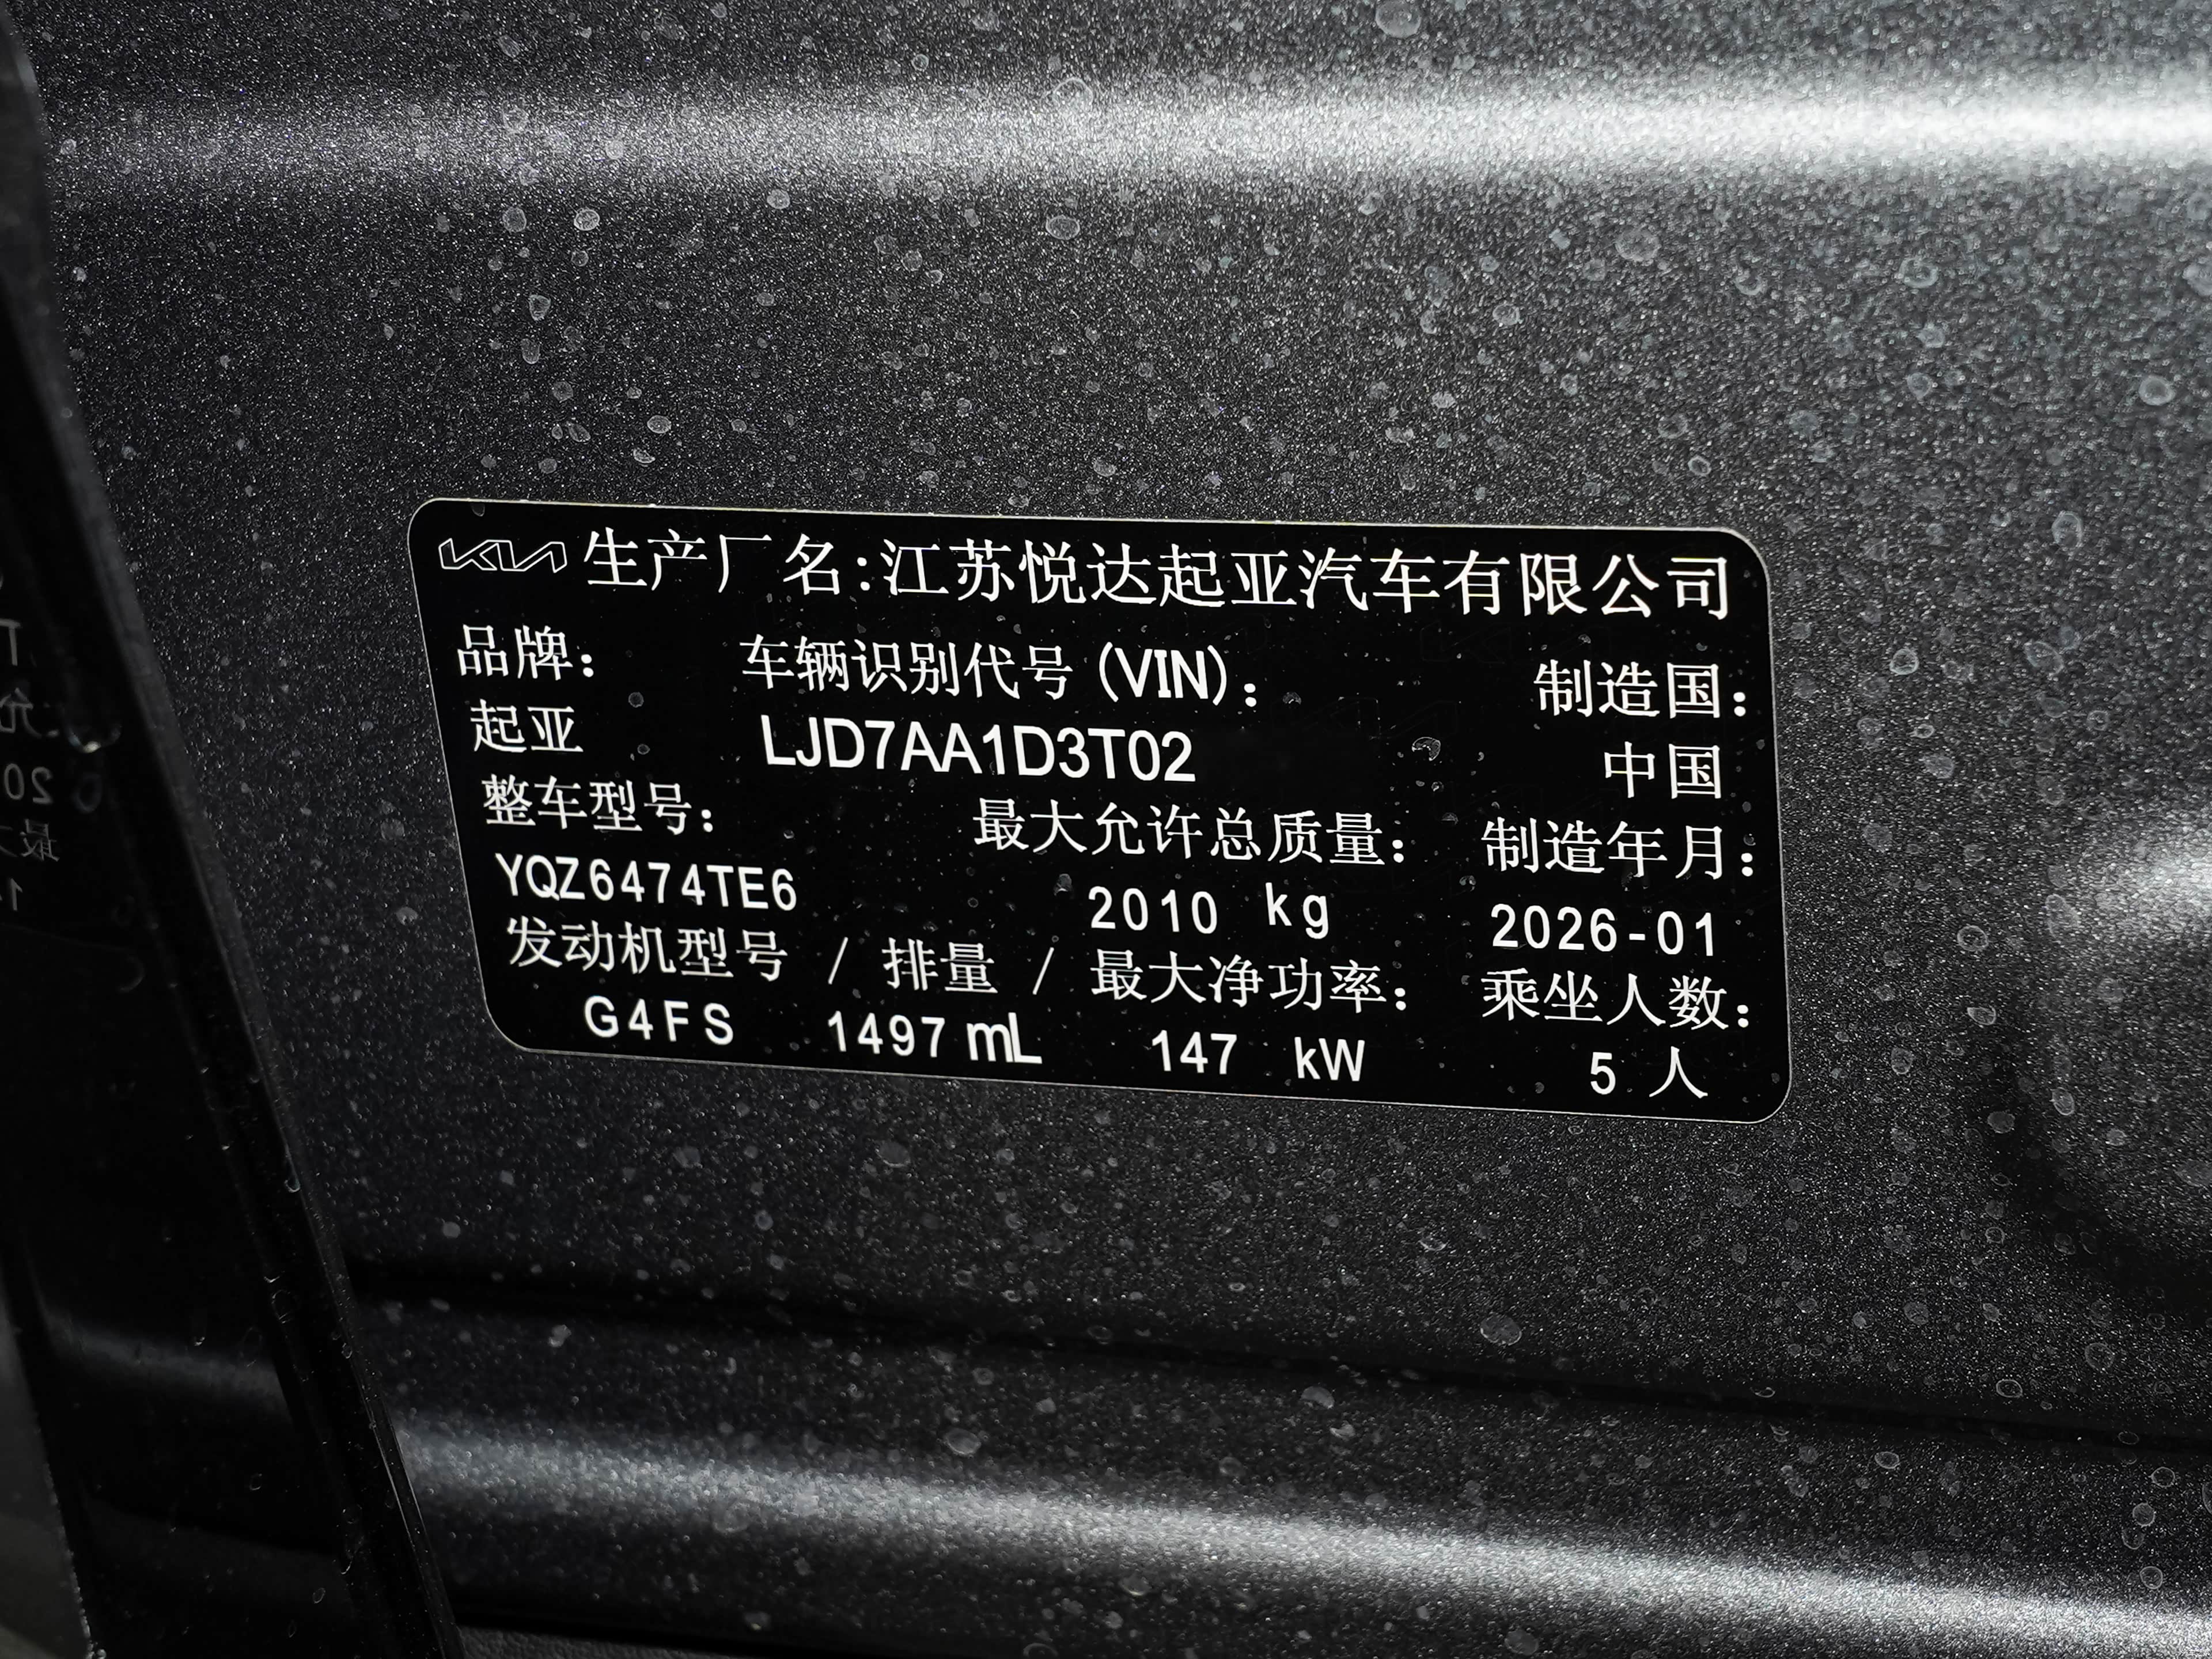 KIA 生产厂名:江苏悦达起亚汽车有限公司
品牌: 车辆识别代号(VIN): 制造国:
起亚 LJD7AA1D3T02 中国
整车型号: 最大允许总质量: 制造年月:
YQZ6474TE6 2010 kg 2026-01
发动机型号 / 排量 / 最大净功率: 乘坐人数:
G4FS 1497 mL 147 kW 5 人